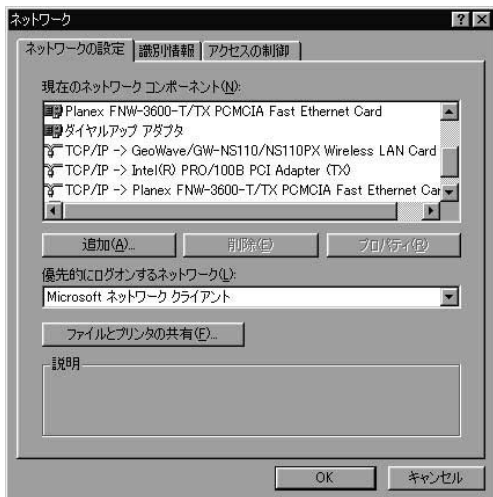 ネットワーク
ネットワークの設定 識別情報 アクセスの制御
現在のネットワーク コンポーネント(N):
Planex FNW-3600-T/TX PCMCIA Fast Ethernet Card
ダイヤルアップ アダプタ
TCP/IP -> GeoWave/GW-NS110/NS110PX Wireless LAN Card
TCP/IP -> Intel(R) PRO/100B PCI Adapter (TX)
TCP/IP -> Planex FNW-3600-T/TX PCMCIA Fast Ethernet Car
追加(A)... 削除(E) プロパティ(R)
優先的にログオンするネットワーク(L):
Microsoft ネットワーク クライアント
ファイルとプリンタの共有(F)...
説明
OK キャンセル